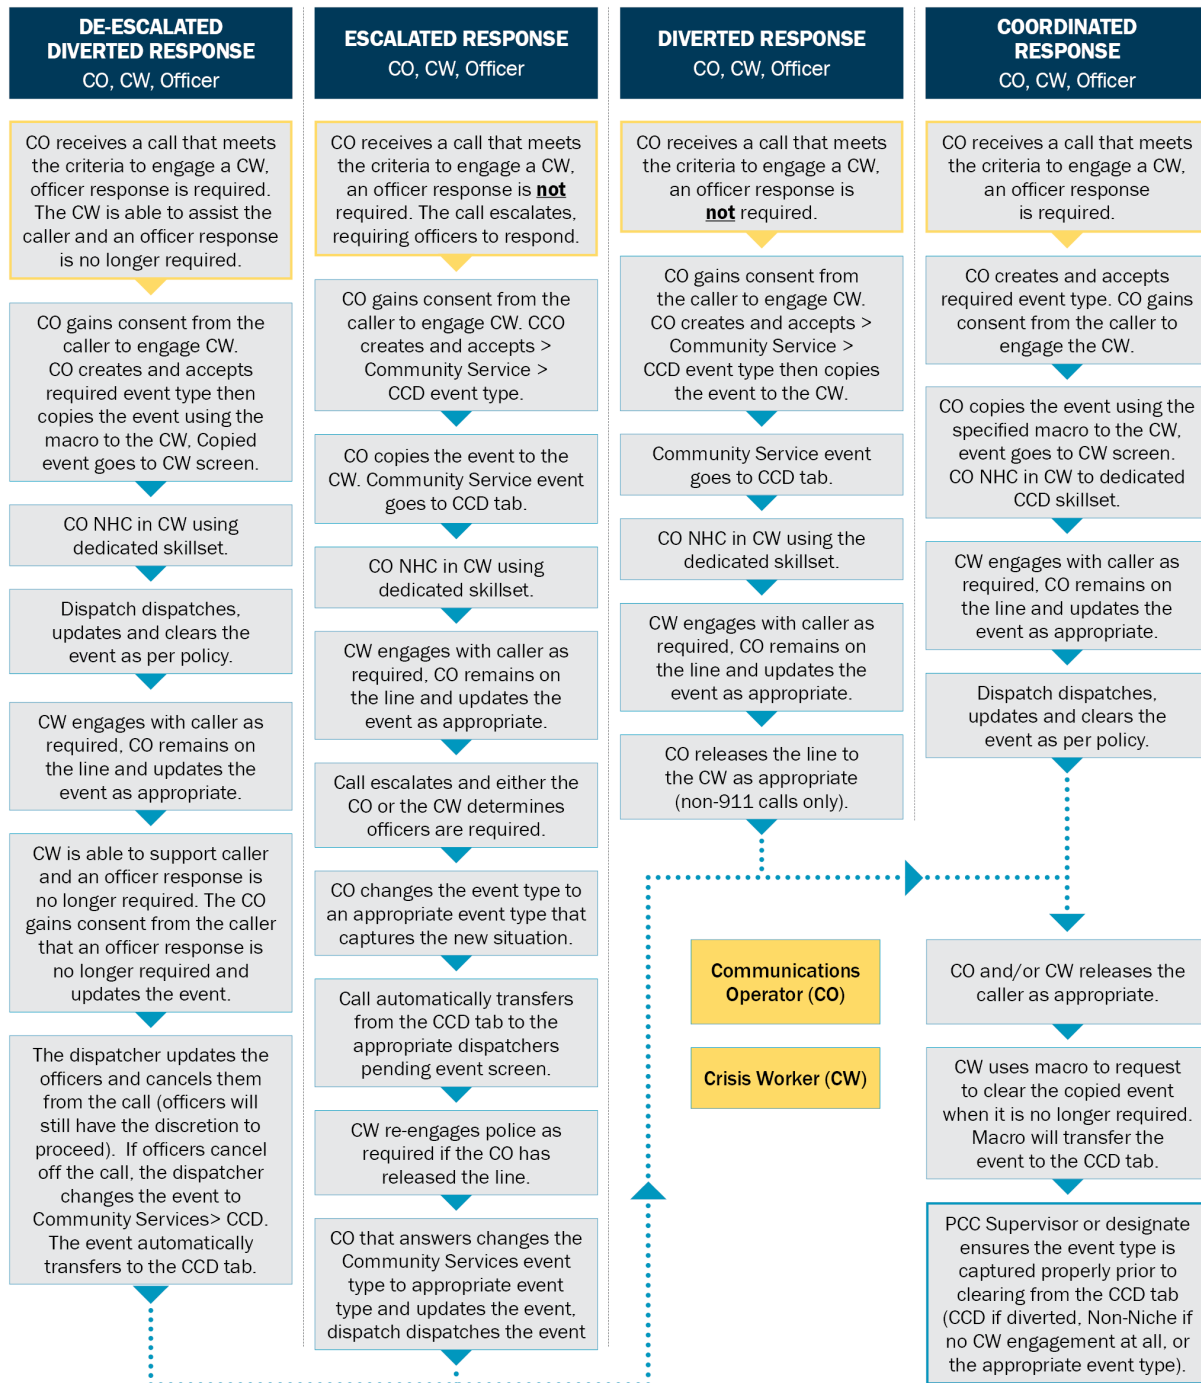 DE-ESCALATED
DIVERTED RESPONSE
CO, CW, Officer
CO receives a call that meets
the criteria to engage a CW,
officer response is required.
The CW is able to assist the
caller and an officer response
is no longer required.
CO gains consent from the
caller to engage CW.
CO creates and accepts
required event type then
copies the event using the
macro to the CW, Copied
event goes to CW screen.
CO NHC in CW using
dedicated skillset.
Dispatch dispatches,
updates and clears the
event as per policy.
CW engages with caller as
required, CO remains on
the line and updates the
event as appropriate.
CW is able to support caller
and an officer response is
no longer required. The CO
gains consent from the caller
that an officer response is
no longer required and
updates the event.
The dispatcher updates the
officers and cancels them
from the call (officers will
still have the discretion to
proceed).  If officers cancel
off the call, the dispatcher
changes the event to
Community Services> CCD.
The event automatically
transfers to the CCD tab.
ESCALATED RESPONSE
CO, CW, Officer
CO receives a call that meets
the criteria to engage a CW,
an officer response is not
required. The call escalates,
requiring officers to respond.
CO gains consent from the
caller to engage CW. CCO
creates and accepts >
Community Service >
CCD event type.
CO copies the event to the
CW. Community Service event
goes to CCD tab.
CO NHC in CW using
dedicated skillset.
CW engages with caller as
required, CO remains on
the line and updates the
event as appropriate.
Call escalates and either the
CO or the CW determines
officers are required.
CO changes the event type to
an appropriate event type that
captures the new situation.
Call automatically transfers
from the CCD tab to the
appropriate dispatchers
pending event screen.
CW re-engages police as
required if the CO has
released the line.
CO that answers changes the
Community Services event
type to appropriate event
type and updates the event,
dispatch dispatches the event
DIVERTED RESPONSE
CO, CW, Officer
CO receives a call that meets
the criteria to engage a CW,
an officer response is
not required.
CO gains consent from
the caller to engage CW.
CO creates and accepts >
Community Service >
CCD event type then copies
the event to the CW.
Community Service event
goes to CCD tab.
CO NHC in CW using the
dedicated skillset.
CW engages with caller as
required, CO remains on
the line and updates the
event as appropriate.
CO releases the line to
the CW as appropriate
(non-911 calls only).
Communications
Operator (CO)
Crisis Worker (CW)
COORDINATED
RESPONSE
CO, CW, Officer
CO receives a call that meets
the criteria to engage a CW,
an officer response
is required.
CO creates and accepts
required event type. CO gains
consent from the caller to
engage the CW.
CO copies the event using the
specified macro to the CW,
event goes to CW screen.
CO NHC in CW to dedicated
CCD skillset.
CW engages with caller as
required, CO remains on
the line and updates the
event as appropriate.
Dispatch dispatches,
updates and clears the
event as per policy.
CO and/or CW releases the
caller as appropriate.
CW uses macro to request
to clear the copied event
when it is no longer required.
Macro will transfer the
event to the CCD tab.
PCC Supervisor or designate
ensures the event type is
captured properly prior to
clearing from the CCD tab
(CCD if diverted, Non-Niche if
no CW engagement at all, or
the appropriate event type).